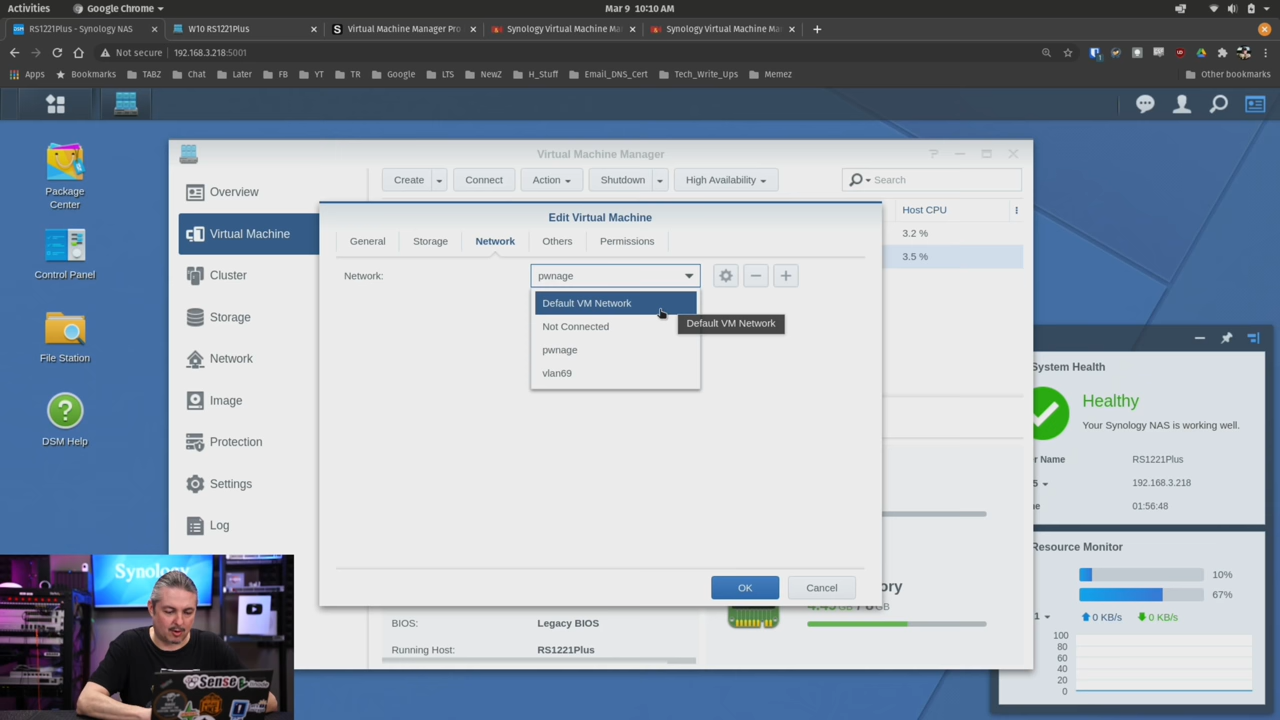 Activities
Google Chrome
Mar 9 10:10 AM
RS1221Plus - Synology NAS
W10 RS1221Plus
Virtual Machine Manager Pro
Synology Virtual Machine Ma
Synology Virtual Machine Ma
Not secure
192.168.3.218:5001
Apps
Bookmarks
TABZ
Chat
Later
FB
YT
TR
Google
LTS
NewZ
H_Stuff
Email_DNS_Cert
Tech_Write_Ups
Memez
Other bookmarks
Package
Center
Control Panel
File Station
DSM Help
Virtual Machine Manager
Overview
Virtual Machine
Cluster
Storage
Network
Image
Protection
Settings
Log
Create
Connect
Action
Shutdown
High Availability
Search
Host CPU
3.2 %
3.5 %
Edit Virtual Machine
General
Storage
Network
Others
Permissions
Network:
pwnage
Default VM Network
Not Connected
pwnage
vlan69
Default VM Network
OK
Cancel
BIOS:
Legacy BIOS
Running Host:
RS1221Plus
System Health
Healthy
Your Synology NAS is working well.
RS1221Plus
192.168.3.218
01:56:48
Resource Monitor
10%
67%
0 KB/s
0 KB/s
100
80
60
40
20
0
Synology
Sense